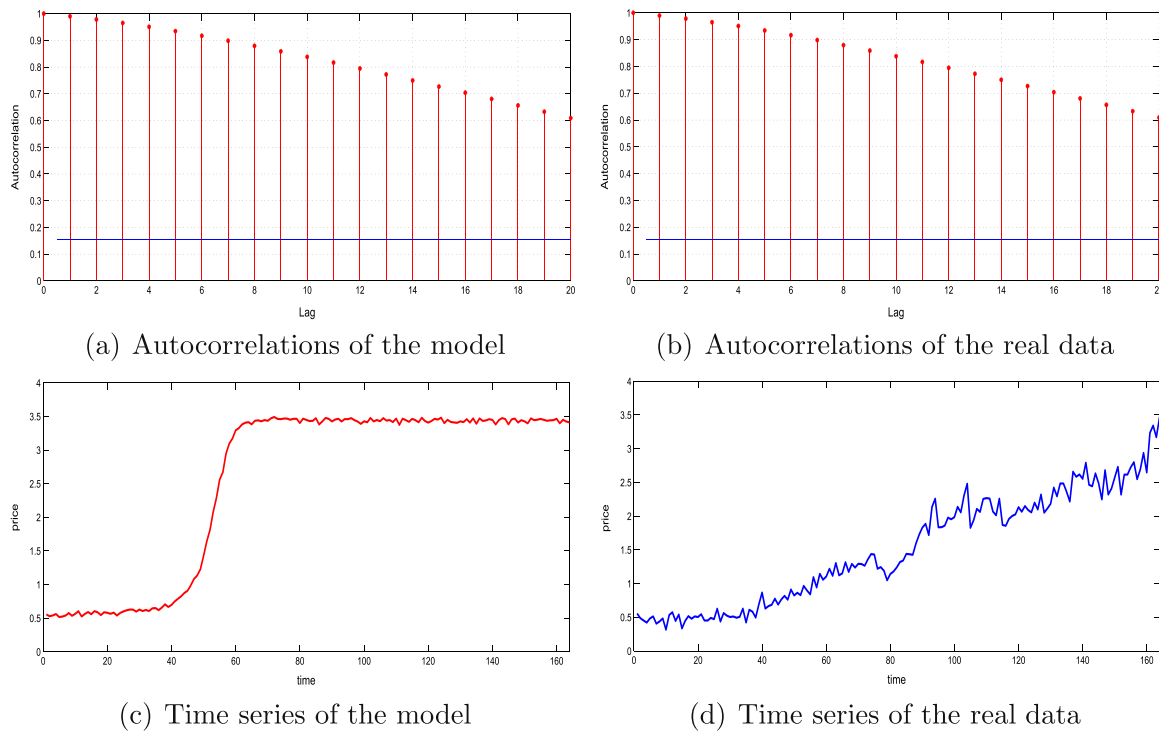 1
0.9
0.8
0.7
0.6
0.5
0.4
0.3
0.2
0.1
0
Autocorrelation
0 2 4 6 8 10 12 14 16 18 20
Lag
(a) Autocorrelations of the model
1
0.9
0.8
0.7
0.6
0.5
0.4
0.3
0.2
0.1
0
Autocorrelation
0 2 4 6 8 10 12 14 16 18 2
Lag
(b) Autocorrelations of the real data
4
3.5
3
2.5
2
1.5
1
0.5
0
price
0 20 40 60 80 100 120 140 160
time
(c) Time series of the model
4
3.5
3
2.5
2
1.5
1
0.5
0
price
0 20 40 60 80 100 120 140 160
time
(d) Time series of the real data